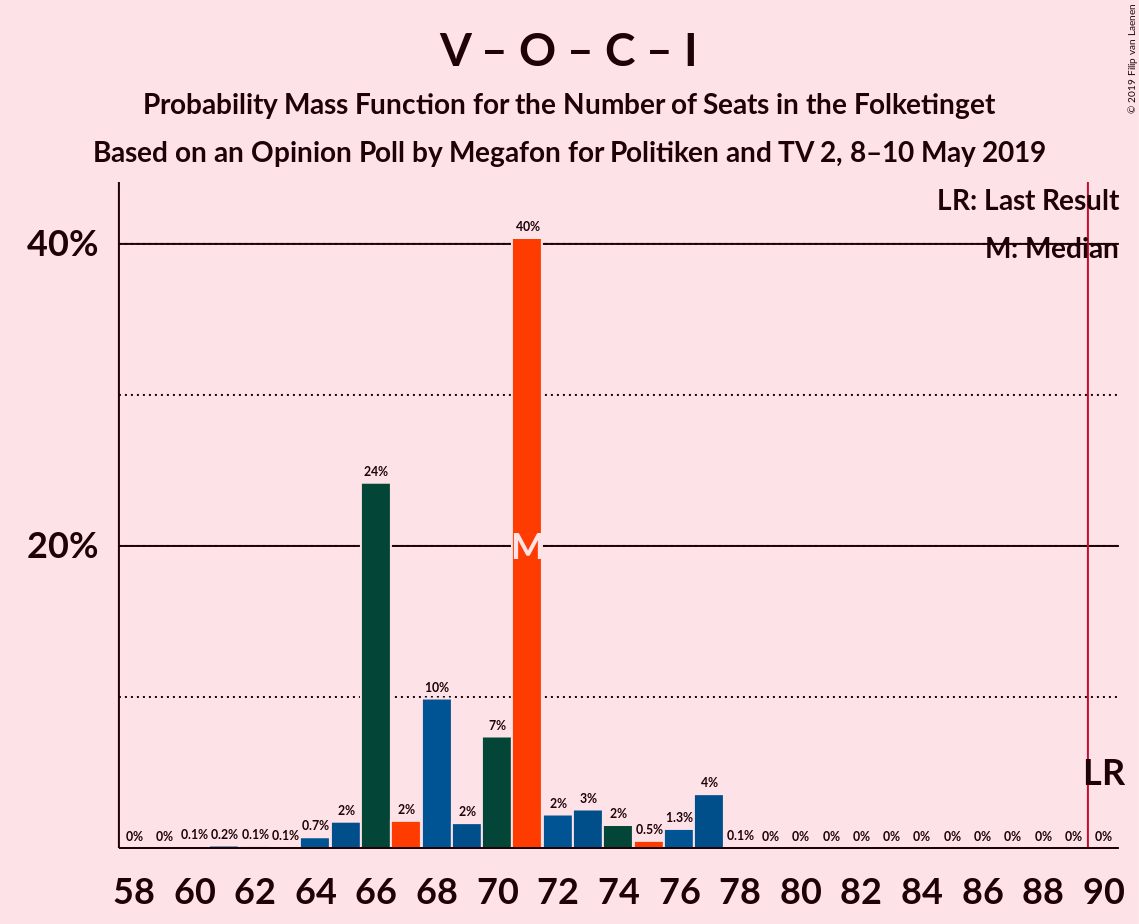 V – O – C – I
Probability Mass Function for the Number of Seats in the Folketinget
Based on an Opinion Poll by Megafon for Politiken and TV 2, 8–10 May 2019
© 2019 Filip van Laenen
LR: Last Result
M: Median
40%
20%
0% 0% 0.1% 0.2% 0.1% 0.1% 0.7% 2% 24% 2% 10% 2% 7% 40% 2% 3% 2% 0.5% 1.3% 4% 0.1% 0% 0% 0% 0% 0% 0% 0% 0% 0% 0% 0% 0%
M
LR
58 60 62 64 66 68 70 72 74 76 78 80 82 84 86 88 90